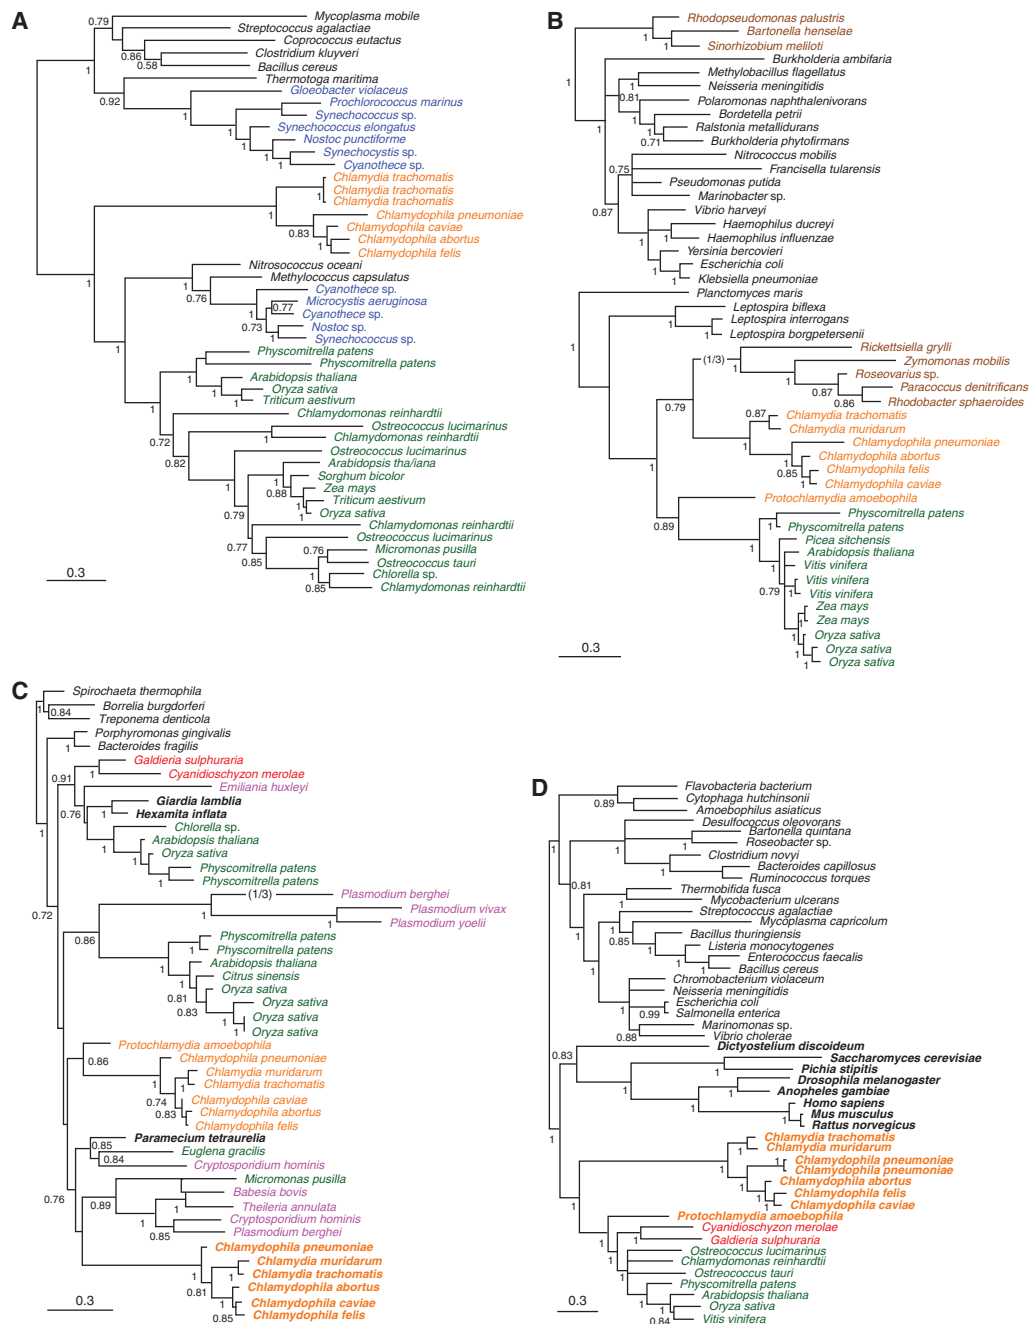 A
0.79
Mycoplasma mobile
Streptococcus agalactiae
Coprococcus eutactus
0.86
Clostridium kluyveri
0.58
Bacillus cereus
1
Thermotoga maritima
0.92
Gloeobacter violaceus
Prochlorococcus marinus
1
Synechococcus sp.
1
Synechococcus elongatus
1
Nostoc punctiforme
1
Synechocystis sp.
1
Cyanothece sp.
Chlamydia trachomatis
Chlamydia trachomatis
1
Chlamydia trachomatis
1
Chlamydophila pneumoniae
0.83
Chlamydophila caviae
1
Chlamydophila abortus
1
Chlamydophila felis
1
Nitrosococcus oceani
1
Methylococcus capsulatus
0.76
Cyanothece sp.
1
Microcystis aeruginosa
0.77
Cyanothece sp.
0.73
Nostoc sp.
1
Synechococcus sp.
1
Physcomitrella patens
1
Physcomitrella patens
1
Arabidopsis thaliana
1
Oryza sativa
1
Triticum aestivum
1
Chlamydomonas reinhardtii
0.72
Ostreococcus lucimarinus
1
Chlamydomonas reinhardtii
0.82
Ostreococcus lucimarinus
Arabidopsis tha/iana
1
Sorghum bicolor
0.88
Zea mays
1
Triticum aestivum
1
Oryza sativa
0.79
Chlamydomonas reinhardtii
0.77
Ostreococcus lucimarinus
0.76
Micromonas pusilla
0.85
Ostreococcus tauri
1
Chlorella sp.
0.85
Chlamydomonas reinhardtii
0.3
B
Rhodopseudomonas palustris
1
Bartonella henselae
1
Sinorhizobium meliloti
1
Burkholderia ambifaria
Methylobacillus flagellatus
1
Neisseria meningitidis
0.81
Polaromonas naphthalenivorans
1
Bordetella petrii
1
Ralstonia metallidurans
0.71
Burkholderia phytofirmans
1
Nitrococcus mobilis
0.75
Francisella tularensis
Pseudomonas putida
1
Marinobacter sp.
0.87
Vibrio harveyi
Haemophilus ducreyi
1
Haemophilus influenzae
1
Yersinia bercovieri
1
Escherichia coli
1
Klebsiella pneumoniae
Planctomyces maris
Leptospira biflexa
1
Leptospira interrogans
1
Leptospira borgpetersenii
1
Rickettsiella grylli
(1/3)
Zymomonas mobilis
1
Roseovarius sp.
1
0.87
Paracoccus denitrificans
0.86
Rhodobacter sphaeroides
0.79
0.87
Chlamydia trachomatis
Chlamydia muridarum
1
Chlamydophila pneumoniae
1
Chlamydophila abortus
0.85
Chlamydophila felis
1
Chlamydophila caviae
1
Protochlamydia amoebophila
0.89
Physcomitrella patens
1
Physcomitrella patens
1
Picea sitchensis
Arabidopsis thaliana
1
Vitis vinifera
Vitis vinifera
0.79
1
Vitis vinifera
Zea mays
1
Zea mays
1
Oryza sativa
Oryza sativa
1
1
Oryza sativa
0.3
C
Spirochaeta thermophila
1
Borrelia burgdorferi
0.84
Treponema denticola
Porphyromonas gingivalis
1
Bacteroides fragilis
0.91
Galdieria sulphuraria
1
Cyanidioschyzon merolae
Emiliania huxleyi
0.76
Giardia lamblia
1
Hexamita inflata
1
Chlorella sp.
1
Arabidopsis thaliana
1
Oryza sativa
1
Physcomitrella patens
1
Physcomitrella patens
0.72
(1/3)
Plasmodium berghei
1
Plasmodium vivax
1
Plasmodium yoelii
0.86
Physcomitrella patens
1
Physcomitrella patens
1
Arabidopsis thaliana
1
Citrus sinensis
0.81
Oryza sativa
0.83
Oryza sativa
1
Oryza sativa
1
Oryza sativa
Protochlamydia amoebophila
0.86
Chlamydophila pneumoniae
Chlamydia muridarum
1
Chlamydia trachomatis
1
0.74
Chlamydophila caviae
0.83
Chlamydophila abortus
1
Chlamydophila felis
Paramecium tetraurelia
0.85
Euglena gracilis
0.84
Cryptosporidium hominis
0.76
Micromonas pusilla
0.89
Babesia bovis
1
Theileria annulata
1
Cryptosporidium hominis
0.85
Plasmodium berghei
Chlamydophila pneumoniae
1
Chlamydia muridarum
1
Chlamydia trachomatis
0.81
Chlamydophila abortus
1
Chlamydophila caviae
0.85
Chlamydophila felis
0.3
D
Flavobacterium bacterium
0.89
Cytophaga hutchinsonii
1
Amoebophilus asiaticus
Desulfococcus oleovorans
1
Bartonella quintana
1
Roseobacter sp.
Clostridium novyi
1
Bacteroides capillosus
1
Ruminococcus torques
0.81
Thermobifida fusca
1
Mycobacterium ulcerans
1
Streptococcus agalactiae
1
Mycoplasma capricolum
0.85
Bacillus thuringiensis
1
Listeria monocytogenes
1
Enterococcus faecalis
1
Bacillus cereus
1
Chromobacterium violaceum
Neisseria meningitidis
1
Escherichia coli
0.99
Salmonella enterica
Marinomonas sp.
0.88
Vibrio cholerae
0.83
Dictyostelium discoideum
Saccharomyces cerevisiae
1
Pichia stipitis
1
Drosophila melanogaster
1
Anopheles gambiae
1
Homo sapiens
1
Mus musculus
1
Rattus norvegicus
1
Chlamydia trachomatis
1
Chlamydia muridarum
Chlamydophila pneumoniae
1
Chlamydophila pneumoniae
1
Chlamydophila abortus
1
Chlamydophila felis
1
Chlamydophila caviae
1
Protochlamydia amoebophila
Cyanidioschyzon merolae
1
1
Galdieria sulphuraria
Ostreococcus lucimarinus
1
Chlamydomonas reinhardtii
Ostreococcus tauri
1
Physcomitrella patens
1
Arabidopsis thaliana
1
Oryza sativa
0.84
Vitis vinifera
0.3